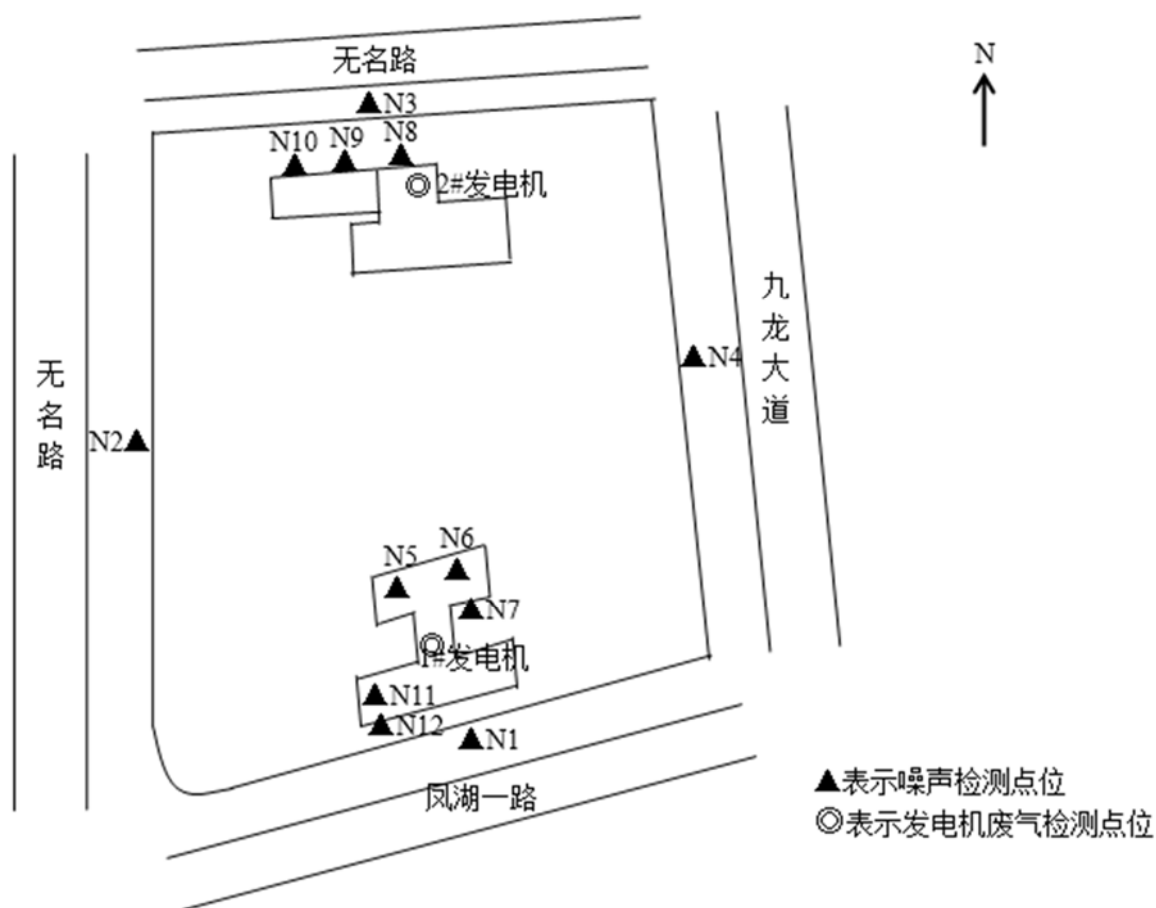 无名路
N
N3
N10
N9
N8
2#发电机
九龙大道
无名路
N4
N2
N6
N5
N7
1#发电机
N11
N12
N1
凤湖一路
表示噪声检测点位
表示发电机废气检测点位